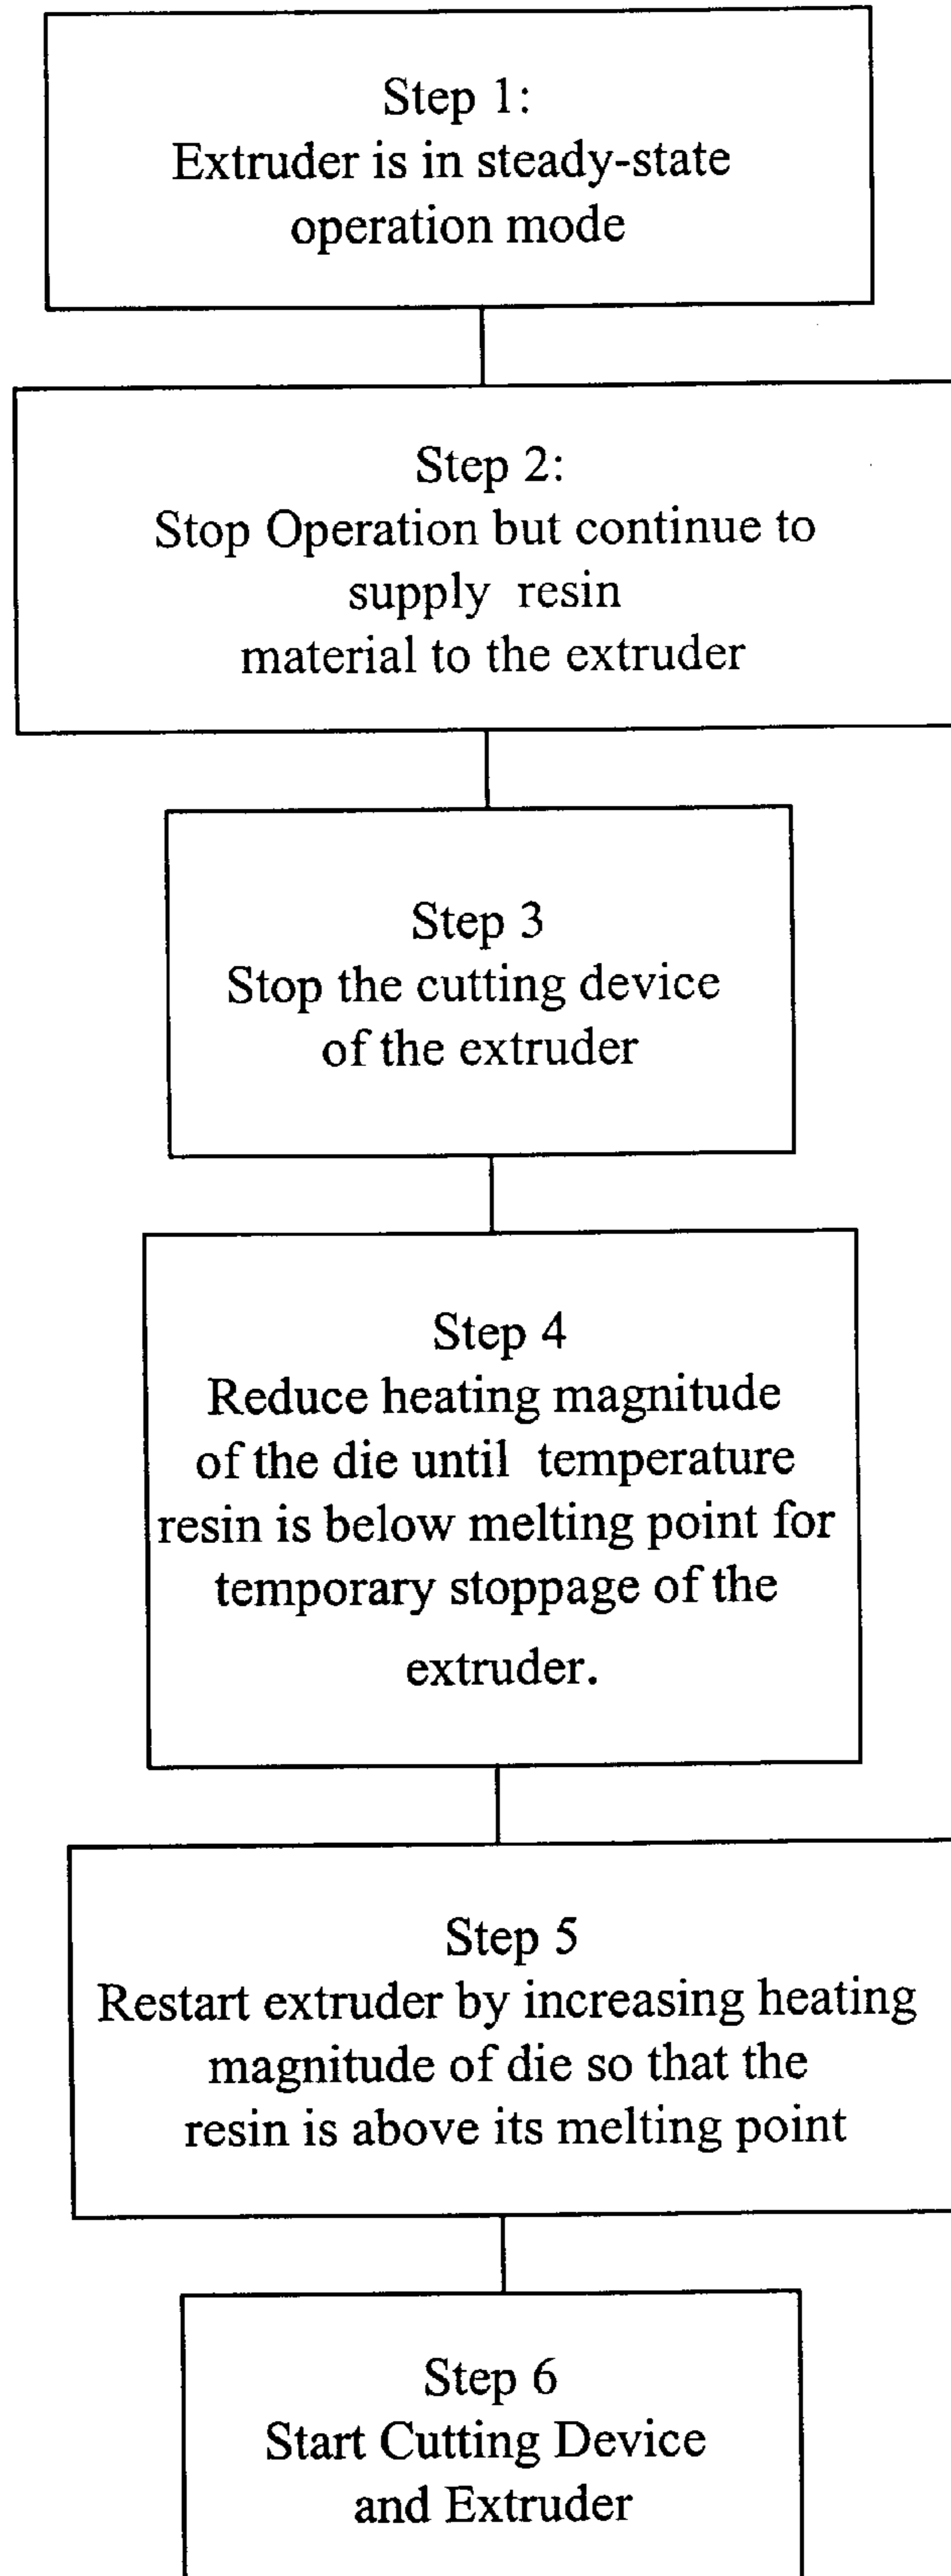 Step 1:
Extruder is in steady-state
operation mode
Step 2:
Stop Operation but continue to
supply resin
material to the extruder
Step 3
Stop the cutting device
of the extruder
Step 4
Reduce heating magnitude
of the die until temperature
resin is below melting point for
temporary stoppage of the
extruder.
Step 5
Restart extruder by increasing heating
magnitude of die so that the
resin is above its melting point
Step 6
Start Cutting Device
and Extruder